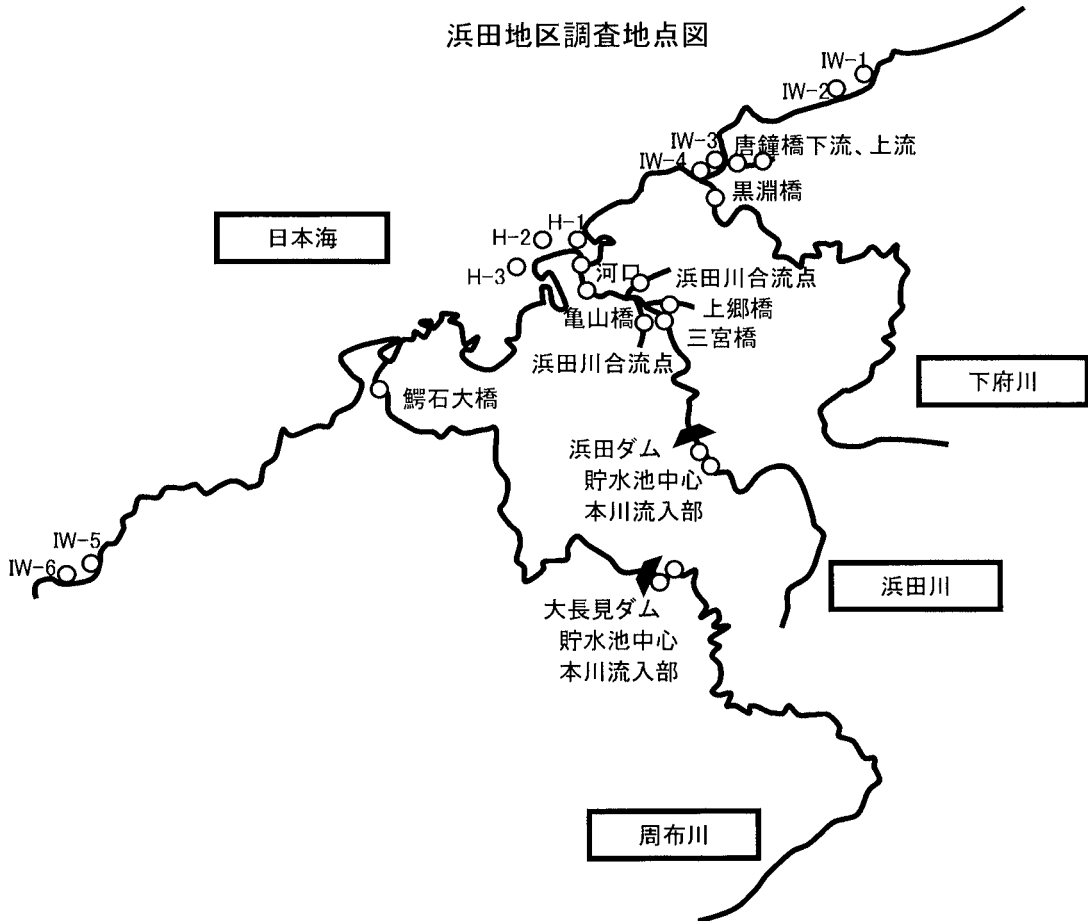 浜田地区調査地点図
IW-1
IW-2
IW-3
唐鐘橋下流、上流
IW-4
黒淵橋
日本海
H-1
H-2
H-3
河口
浜田川合流点
亀山橋
上郷橋
三宮橋
浜田川合流点
下府川
鰐石大橋
浜田ダム
貯水池中心
本川流入部
IW-5
IW-6
浜田川
大長見ダム
貯水池中心
本川流入部
周布川